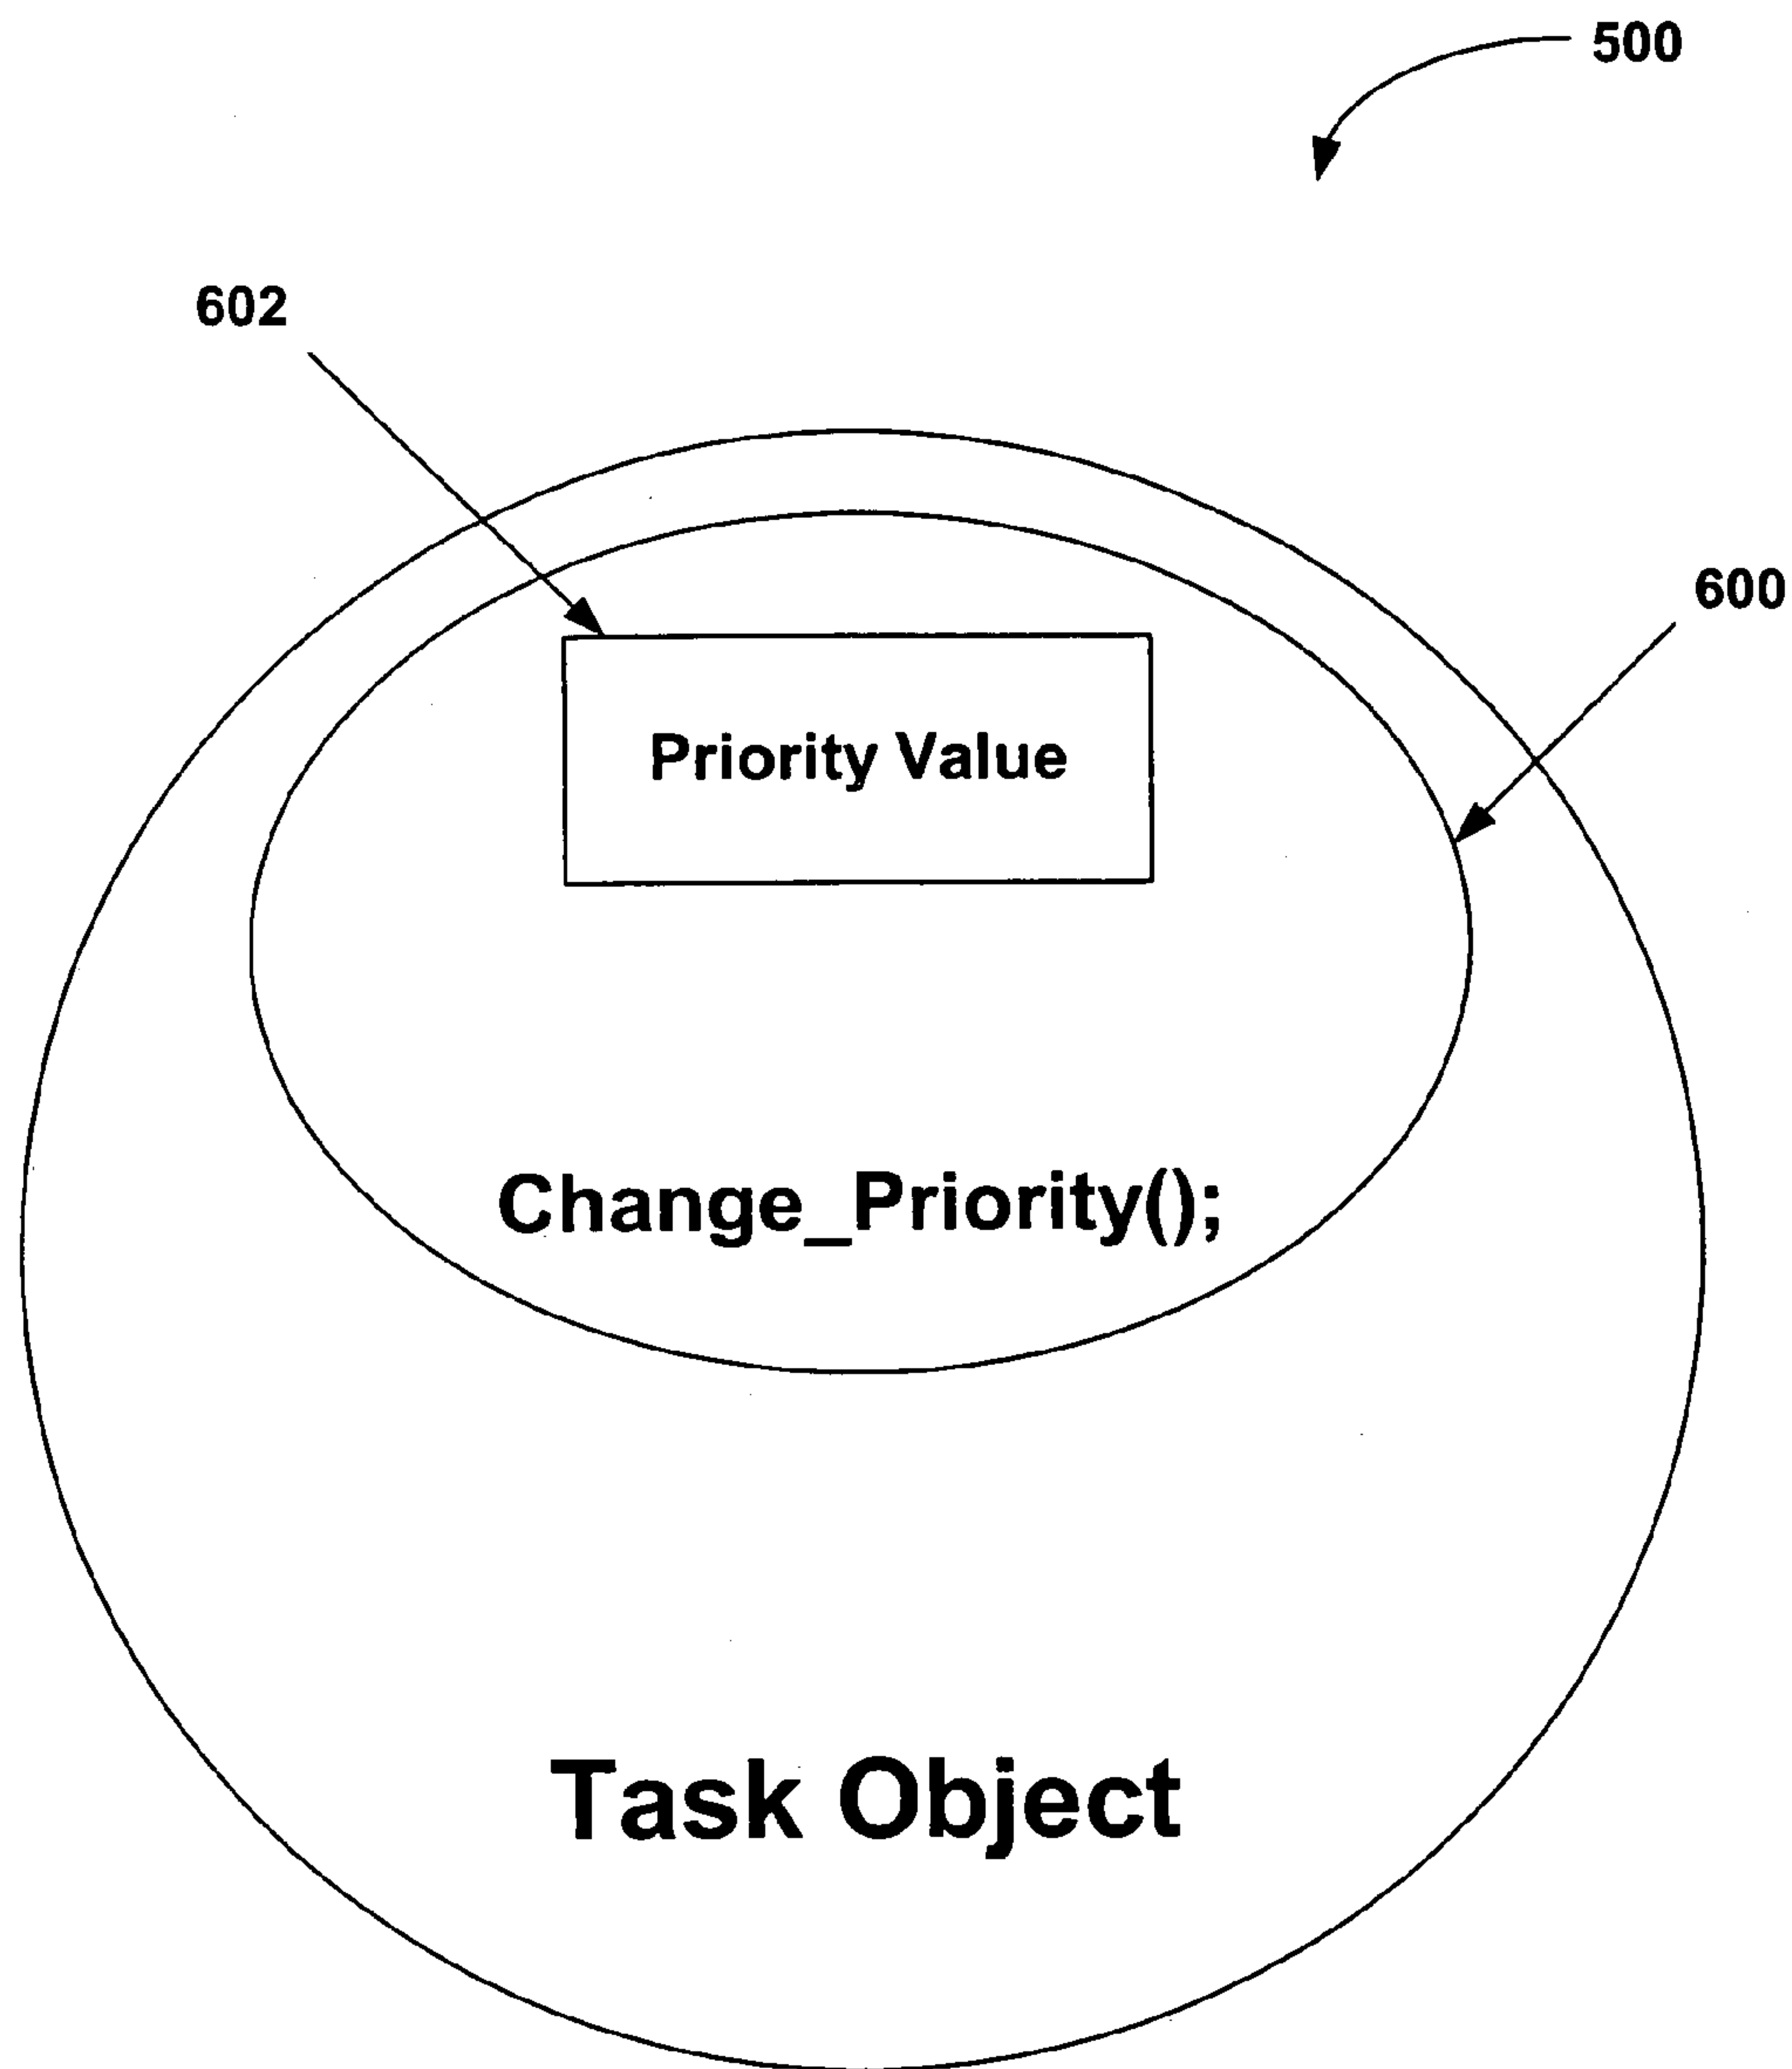 500
602
600
Priority Value
Change_Priority();
Task Object